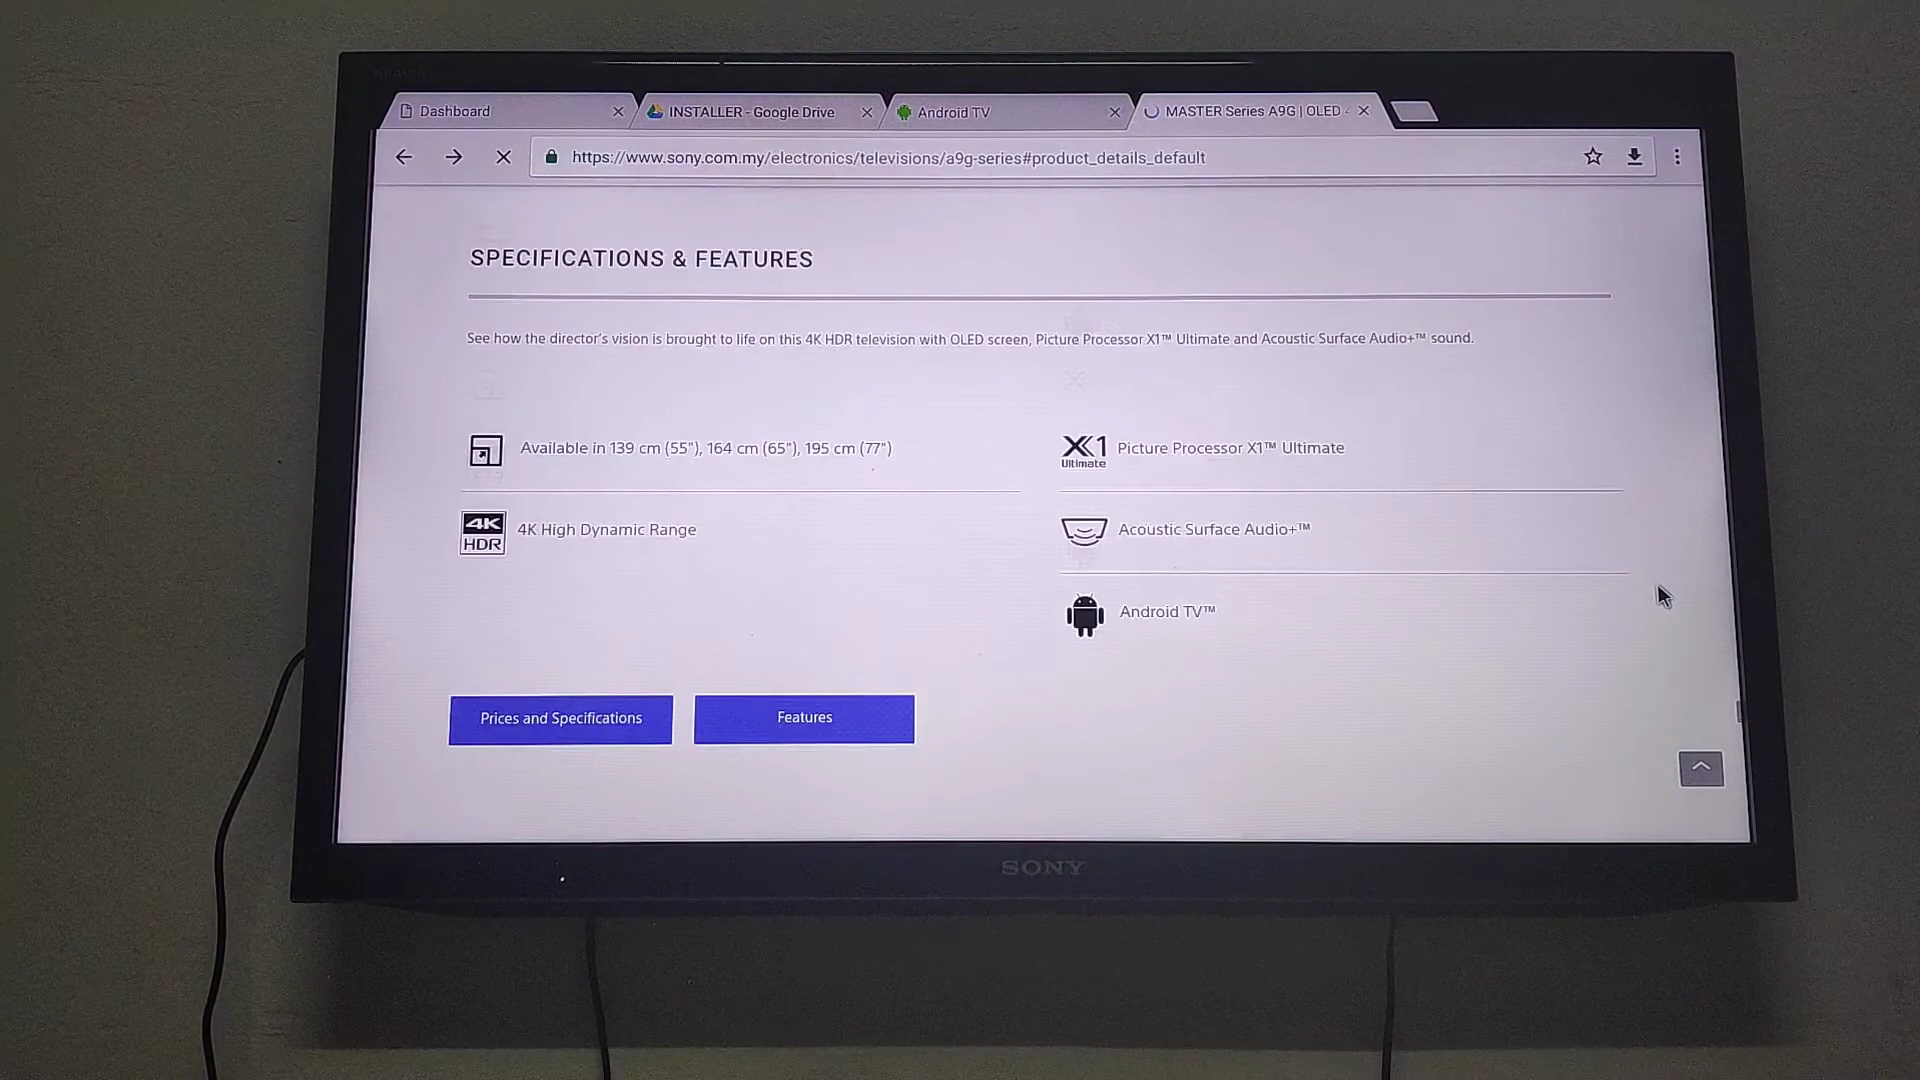 BRAVIA
Dashboard
INSTALLER - Google Drive
Android TV
MASTER Series A9G | OLED
https://www.sony.com.my/electronics/televisions/a9g-series#product_details_default
SPECIFICATIONS & FEATURES
See how the director's vision is brought to life on this 4K HDR television with OLED screen, Picture Processor X1™ Ultimate and Acoustic Surface Audio+™ sound.
Available in 139 cm (55"), 164 cm (65"), 195 cm (77")
X1 Ultimate
Picture Processor X1™ Ultimate
4K HDR
4K High Dynamic Range
Acoustic Surface Audio+™
Android TV™
Prices and Specifications
Features
SONY